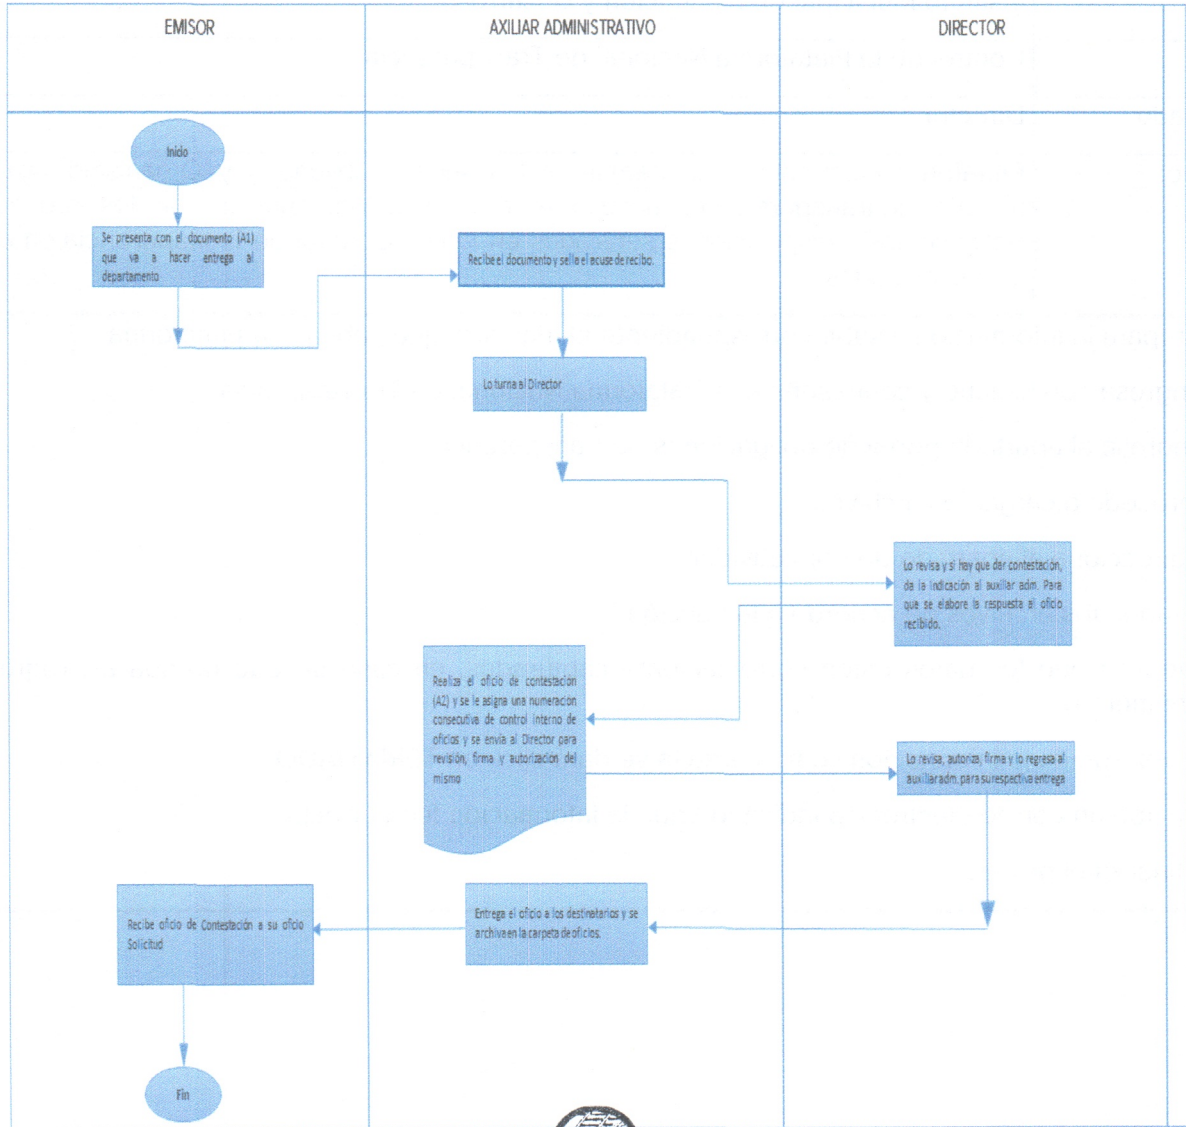 EMISOR
AXILIAR ADMINISTRATIVO
DIRECTOR
Inicio
Se presenta con el documento (A1)
que va a hacer entrega al
departamento
Recibe el documento y sella el acuse de recibo.
Lo turna al Director
Lo revisa y si hay que dar contestación,
da la indicación al auxiliar adm. Para
que se elabore la respuesta al oficio
recibido.
Realiza el oficio de contestación
(A2) y se le asigna una numeración
consecutiva de control interno de
oficios y se envía al Director para
revisión, firma y autorización del
mismo
Lo revisa, autoriza, firma y lo regresa al
auxiliar adm. para su respectiva entrega
Entrega el oficio a los destinatarios y se
archiva en la carpeta de oficios.
Recibe oficio de Contestación a su oficio
Solicitud
Fin